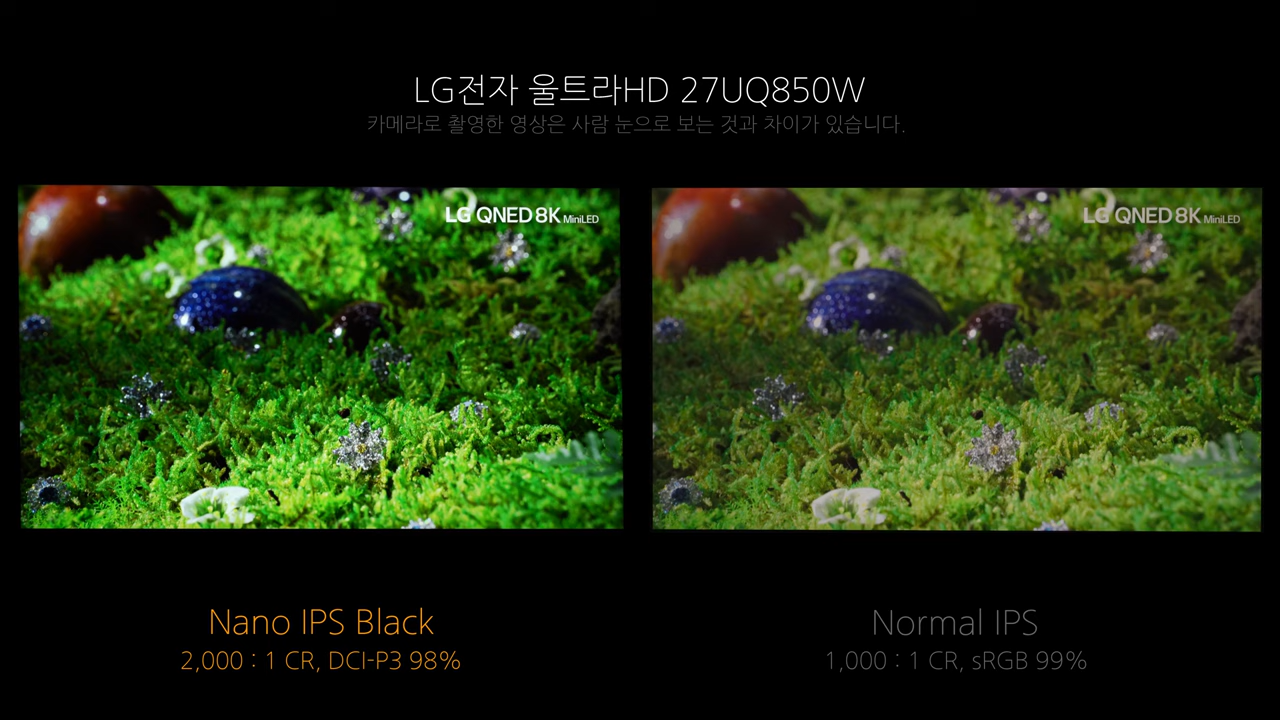 LG전자 울트라HD 27UQ850W
카메라로 촬영한 영상은 사람 눈으로 보는 것과 차이가 있습니다.
LG QNED 8K MiniLED
LG QNED 8K MiniLED
Nano IPS Black
2,000 : 1 CR, DCI-P3 98%
Normal IPS
1,000 : 1 CR, sRGB 99%